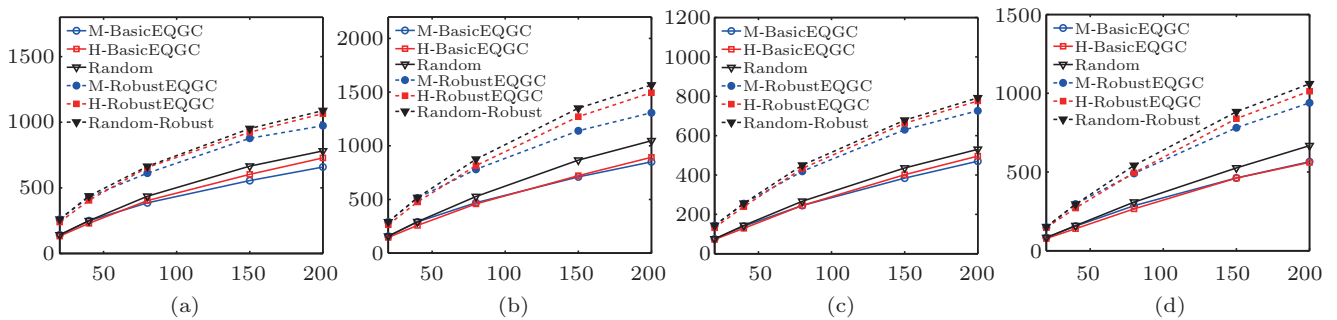 1500
1000
500
0
50
100
150
200
M-BasicEQGC
H-BasicEQGC
Random
M-RobustEQGC
H-RobustEQGC
Random-Robust
(a)
2000
1500
1000
500
0
50
100
150
200
M-BasicEQGC
H-BasicEQGC
Random
M-RobustEQGC
H-RobustEQGC
Random-Robust
(b)
1200
1000
800
600
400
200
0
50
100
150
200
M-BasicEQGC
H-BasicEQGC
Random
M-RobustEQGC
H-RobustEQGC
Random-Robust
(c)
1500
1000
500
0
50
100
150
200
M-BasicEQGC
H-BasicEQGC
Random
M-RobustEQGC
H-RobustEQGC
Random-Robust
(d)